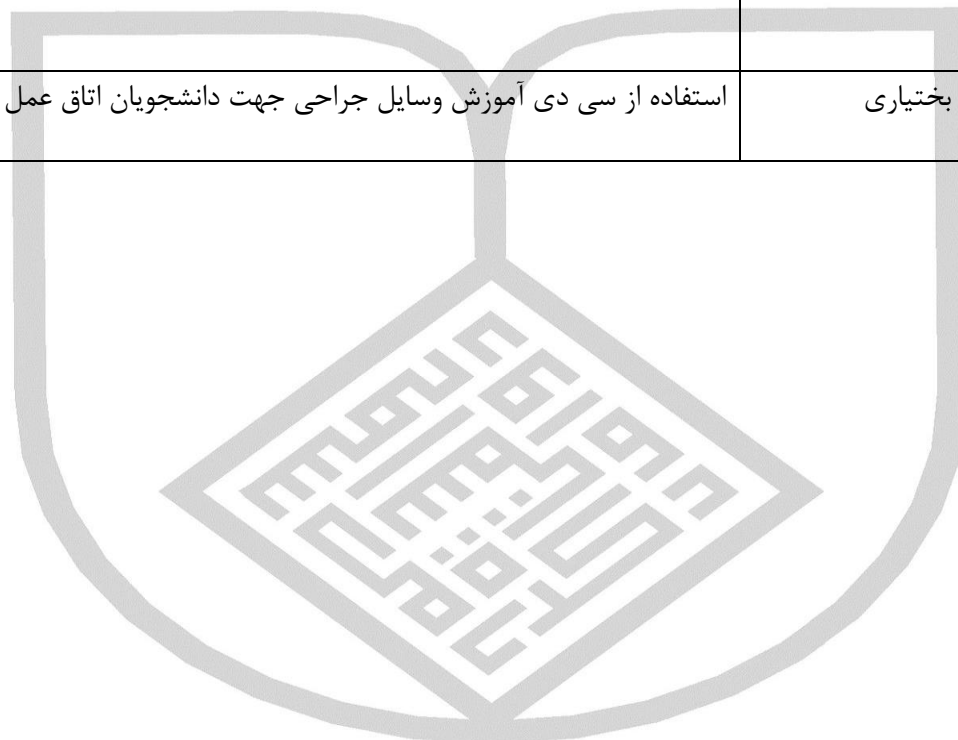 بختیاری
استفاده از سی دی آموزش وسایل جراحی جهت دانشجویان اتاق عمل